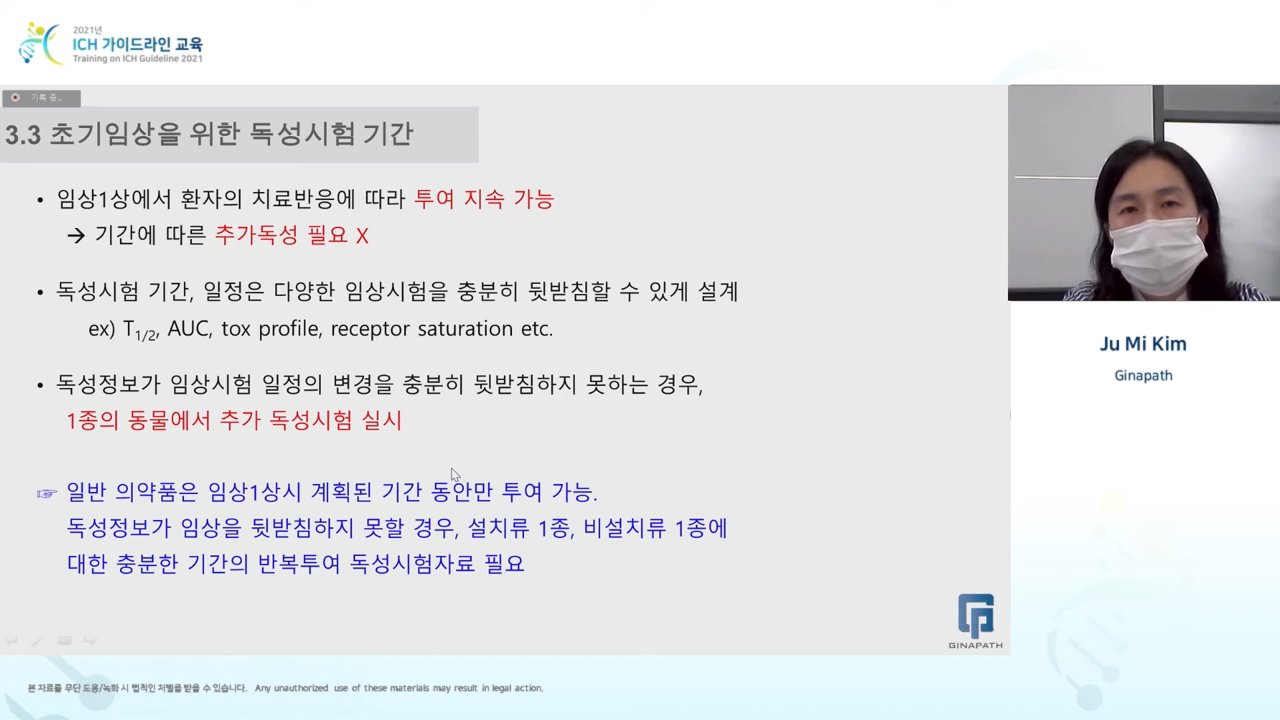 2021년
ICH 가이드라인 교육
Training on ICH Guideline 2021
기록 중...
3.3 초기임상을 위한 독성시험 기간
• 임상1상에서 환자의 치료반응에 따라 투여 지속 가능
→ 기간에 따른 추가독성 필요 X
• 독성시험 기간, 일정은 다양한 임상시험을 충분히 뒷받침할 수 있게 설계
ex) T1/2, AUC, tox profile, receptor saturation etc.
• 독성정보가 임상시험 일정의 변경을 충분히 뒷받침하지 못하는 경우,
1종의 동물에서 추가 독성시험 실시
☞ 일반 의약품은 임상1상시 계획된 기간 동안만 투여 가능.
독성정보가 임상을 뒷받침하지 못할 경우, 설치류 1종, 비설치류 1종에
대한 충분한 기간의 반복투여 독성시험자료 필요
GINAPATH
Ju Mi Kim
Ginapath
본 자료를 무단 도용/녹화 시 법적인 처벌을 받을 수 있습니다. Any unauthorized use of these materials may result in legal action.